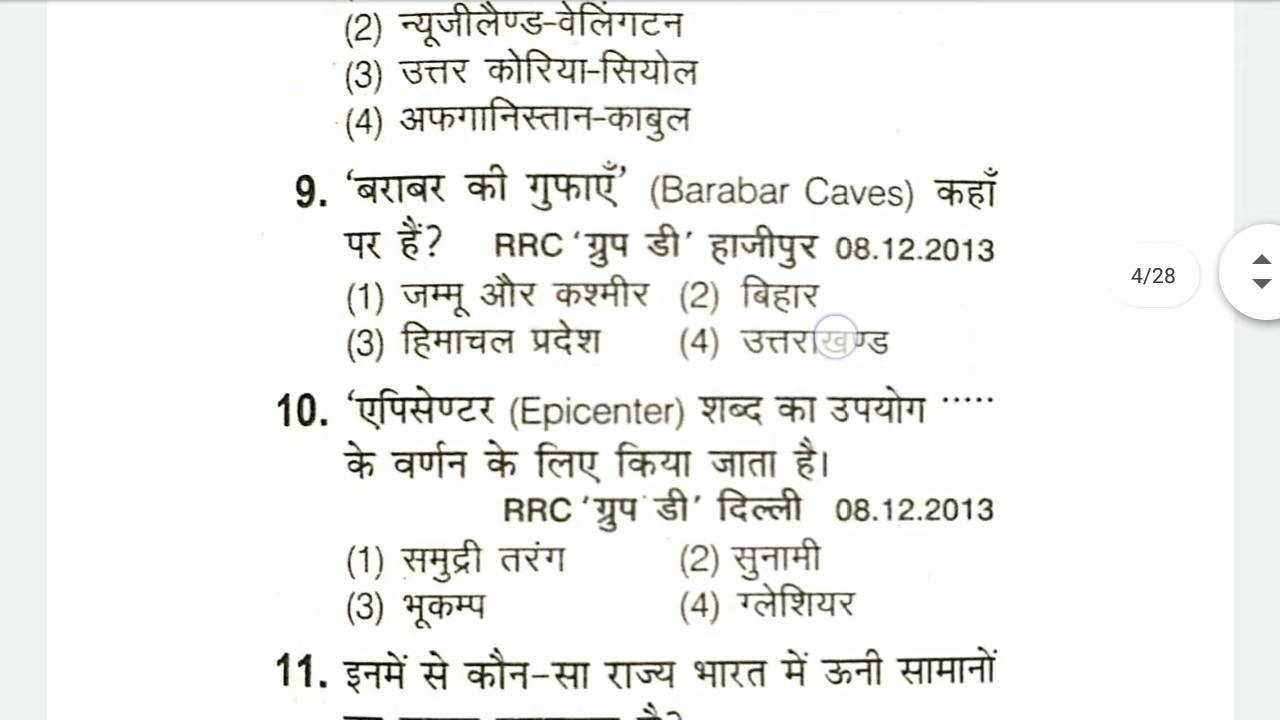 (2) न्यूजीलैण्ड-वेलिंगटन
(3) उत्तर कोरिया-सियोल
(4) अफगानिस्तान-काबुल
9. ‘बराबर की गुफाएँ’ (Barabar Caves) कहाँ
पर हैं? RRC ‘ग्रुप डी’ हाजीपुर 08.12.2013
(1) जम्मू और कश्मीर (2) बिहार
(3) हिमाचल प्रदेश (4) उत्तराखण्ड
4/28
10. ‘एपिसेण्टर (Epicenter) शब्द का उपयोग .....
के वर्णन के लिए किया जाता है।
RRC ‘ग्रुप डी’ दिल्ली 08.12.2013
(1) समुद्री तरंग (2) सुनामी
(3) भूकम्प (4) ग्लेशियर
11. इनमें से कौन-सा राज्य भारत में ऊनी सामानों